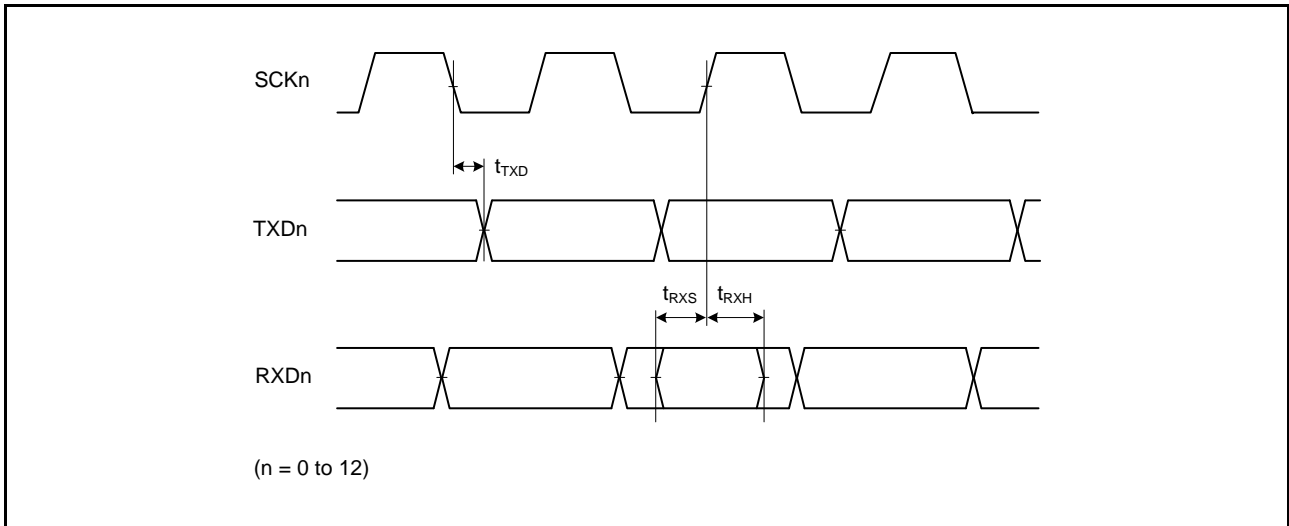 SCKn
tTXD
TXDn
tRXS tRXH
RXDn
(n = 0 to 12)